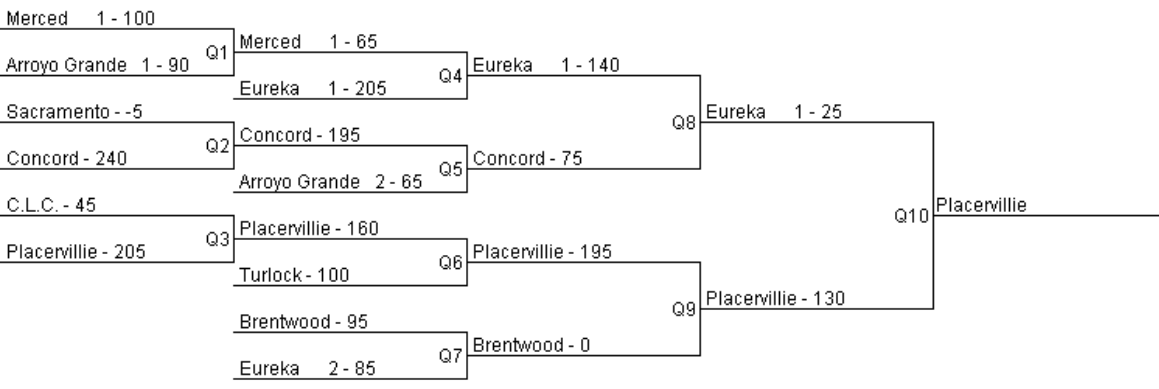 Merced 1 - 100
Arroyo Grande 1 - 90
Q1
Merced 1 - 65
Eureka 1 - 205
Q4
Eureka 1 - 140
Sacramento - -5
Concord - 240
Q2
Concord - 195
Arroyo Grande 2 - 65
Q5
Concord - 75
Q8
Eureka 1 - 25
C.L.C. - 45
Placervillie - 205
Q3
Placervillie - 160
Turlock - 100
Q6
Placervillie - 195
Brentwood - 95
Eureka 2 - 85
Q7
Brentwood - 0
Q9
Placervillie - 130
Q10
Placervillie